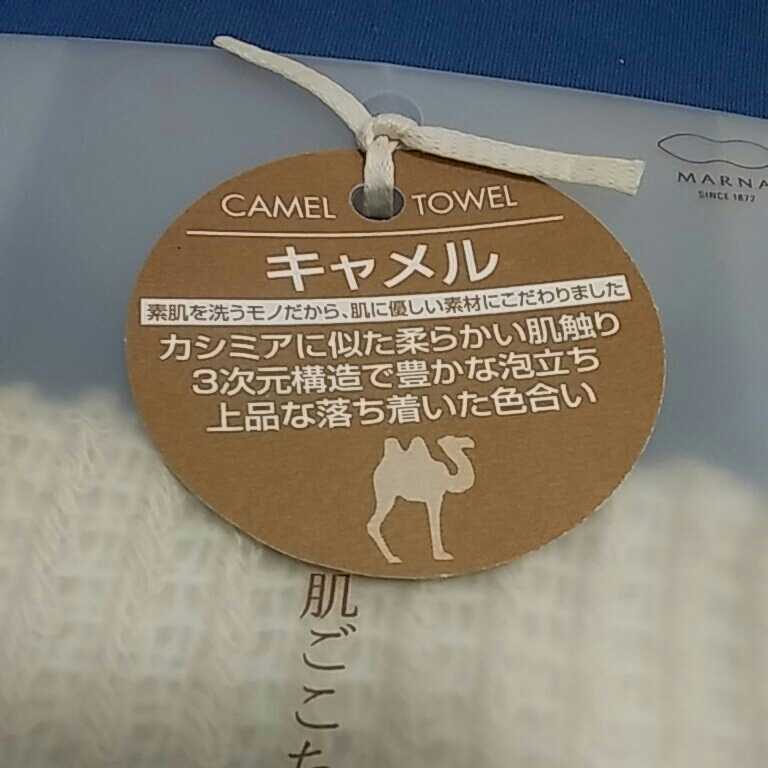 CAMEL TOWEL
キャメル
素肌を洗うモノだから、肌に優しい素材にこだわりました
カシミアに似た柔らかい肌触り
3次元構造で豊かな泡立ち
上品な落ち着いた色合い
MARNA
SINCE 1872
肌ごこち